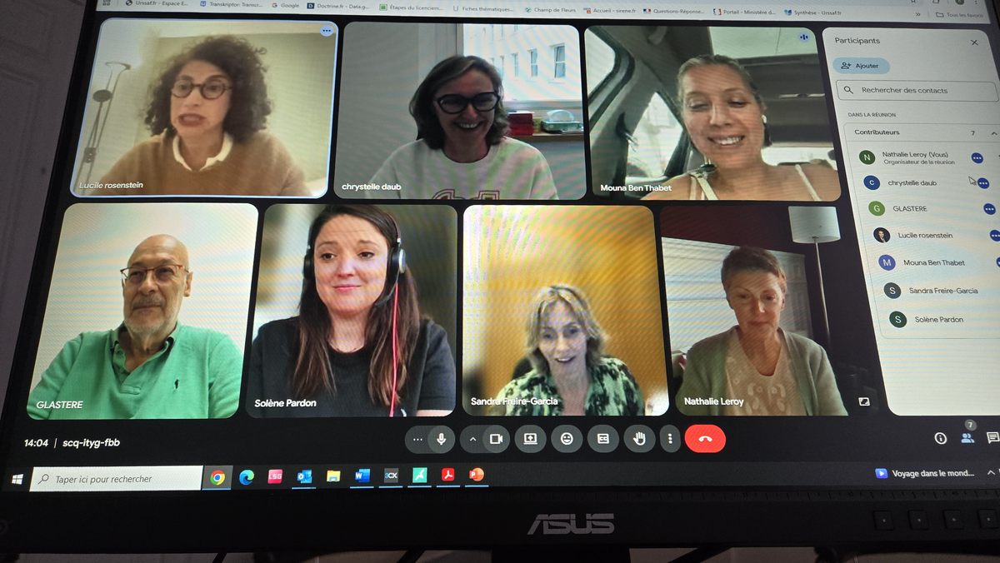 Urssaf.fr - Espace E...
Transkriptor: Transcri...
Google
Doctrine.fr - Data.g...
Étapes du licenciem...
Fiches thématiques...
Champ de Fleurs
Accueil - sirene.fr
Questions-Réponse...
Portail - Ministère d...
Synthèse - Urssaf.fr
»
Tous les favoris
Lucile rosenstein
chrystelle daub
Mouna Ben Thabet
GLASTERE
Solène Pardon
Sandra Freire-Garcia
Nathalie Leroy
Participants
Ajouter
Rechercher des contacts
DANS LA RÉUNION
Contributeurs 7
N Nathalie Leroy (Vous)
Organisateur de la réunion
C chrystelle daub
G GLASTERE
Lucile rosenstein
M Mouna Ben Thabet
S Sandra Freire-Garcia
S Solène Pardon
14:04 | scq-ityg-fbb
7
Taper ici pour rechercher
LSG
3CX
Voyage dans le mond...
ASUS